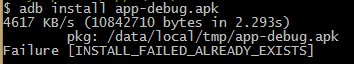 $ adb install app-debug.apk
4617 KB/s (10842710 bytes in 2.293s)
pkg: /data/local/tmp/app-debug.apk
Failure [INSTALL_FAILED_ALREADY_EXISTS]